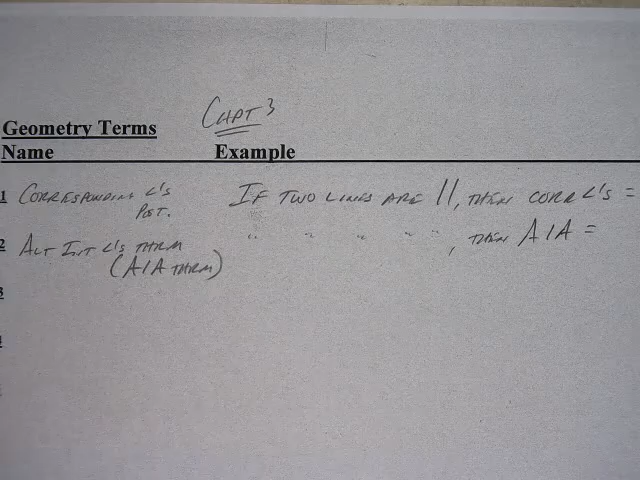 CHPT 3
Geometry Terms
Name Example
1 CORRESPONDING L'S POST. IF TWO LINES ARE ||, THEN CORR L'S =
2 ALT INT L'S THRM (AIA THRM) " " " " ", THEN AIA =
3
4